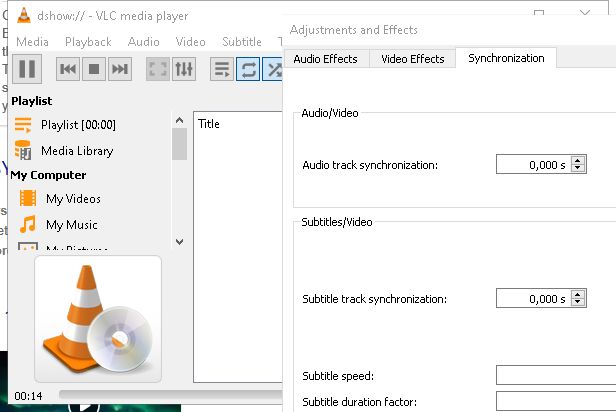 dshow:// - VLC media player
Adjustments and Effects
Media Playback Audio Video Subtitle
Audio Effects Video Effects Synchronization
Playlist
Playlist [00:00]
Title
Media Library
My Computer
My Videos
My Music
My Pictures
Audio/Video
Audio track synchronization: 0,000 s
Subtitles/Video
Subtitle track synchronization: 0,000 s
Subtitle speed:
Subtitle duration factor:
00:14